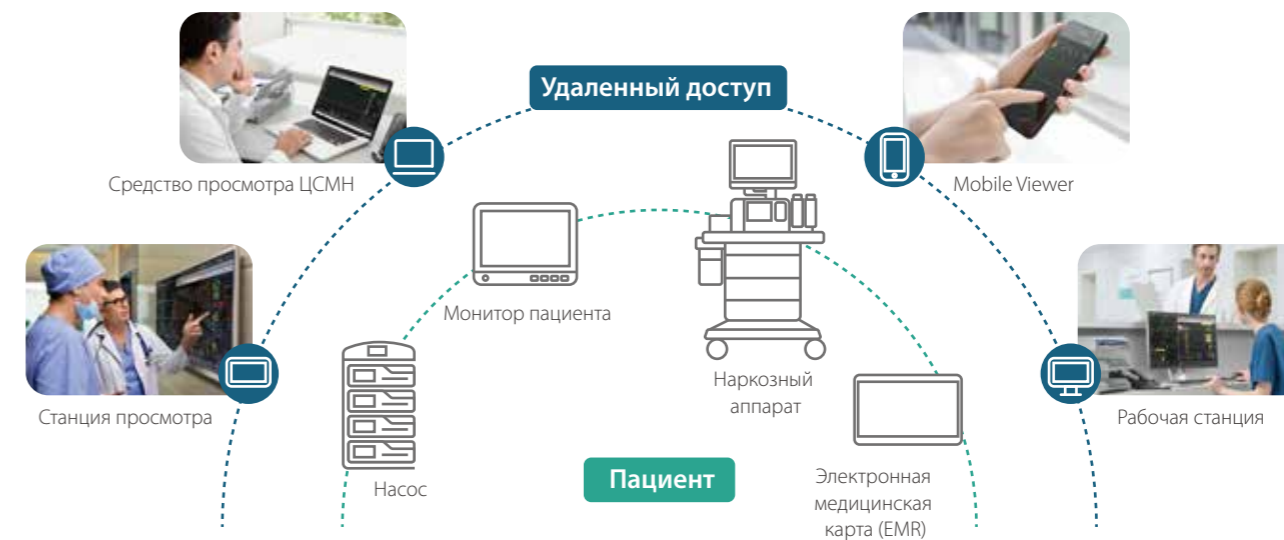 Удаленный доступ
Средство просмотра ЦСМН
Mobile Viewer
Монитор пациента
Станция просмотра
Наркозный
аппарат
Рабочая станция
Насос
Пациент
Электронная
медицинская
карта (EMR)